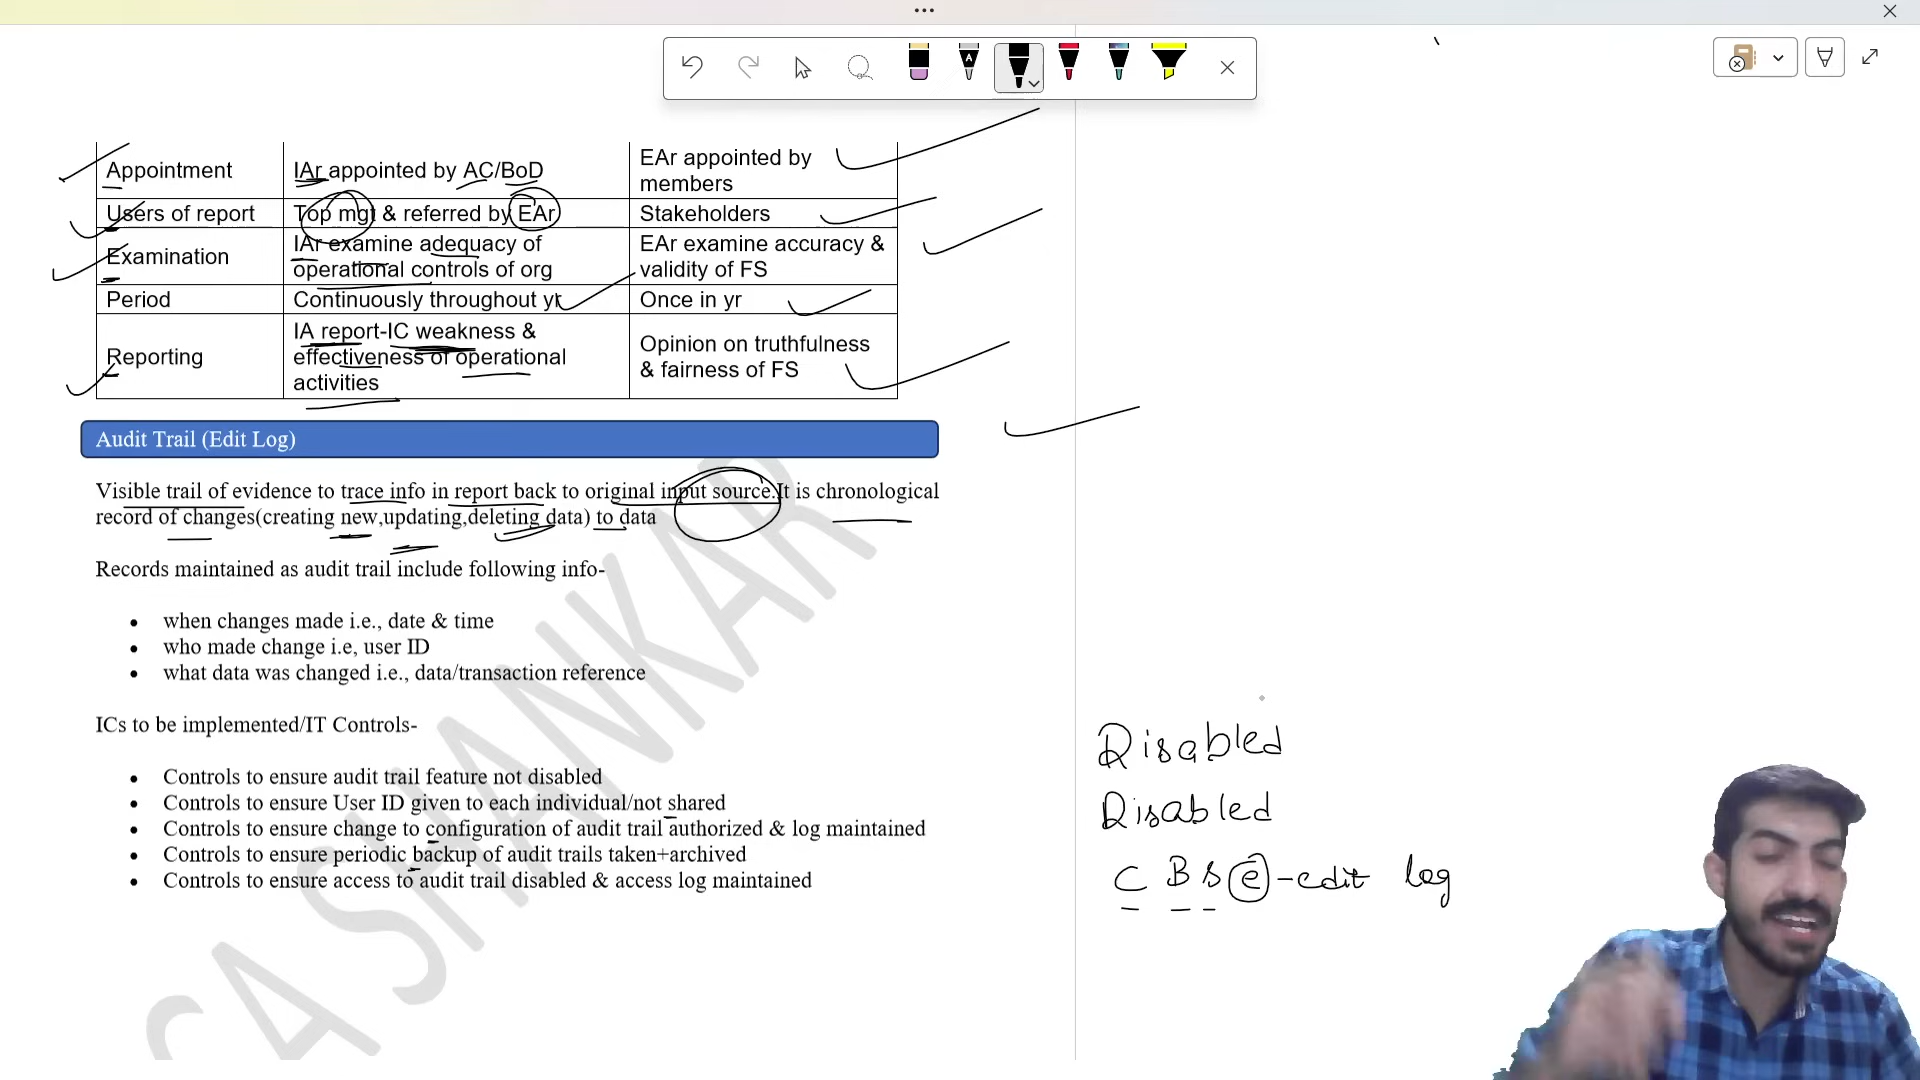 Appointment IAr appointed by AC/BoD EAr appointed by members
Users of report Top mgt & referred by EAr Stakeholders
Examination IAr examine adequacy of operational controls of org EAr examine accuracy & validity of FS
Period Continuously throughout yr Once in yr
Reporting IA report-IC weakness & effectiveness of operational activities Opinion on truthfulness & fairness of FS
Audit Trail (Edit Log)
Visible trail of evidence to trace info in report back to original input source.It is chronological
record of changes(creating new,updating,deleting data) to data
Records maintained as audit trail include following info-
• when changes made i.e., date & time
• who made change i.e, user ID
• what data was changed i.e., data/transaction reference
ICs to be implemented/IT Controls-
• Controls to ensure audit trail feature not disabled
• Controls to ensure User ID given to each individual/not shared
• Controls to ensure change to configuration of audit trail authorized & log maintained
• Controls to ensure periodic backup of audit trails taken+archived
• Controls to ensure access to audit trail disabled & access log maintained
Disabled
Disabled
C B s e - edit log
CA SHANKAR